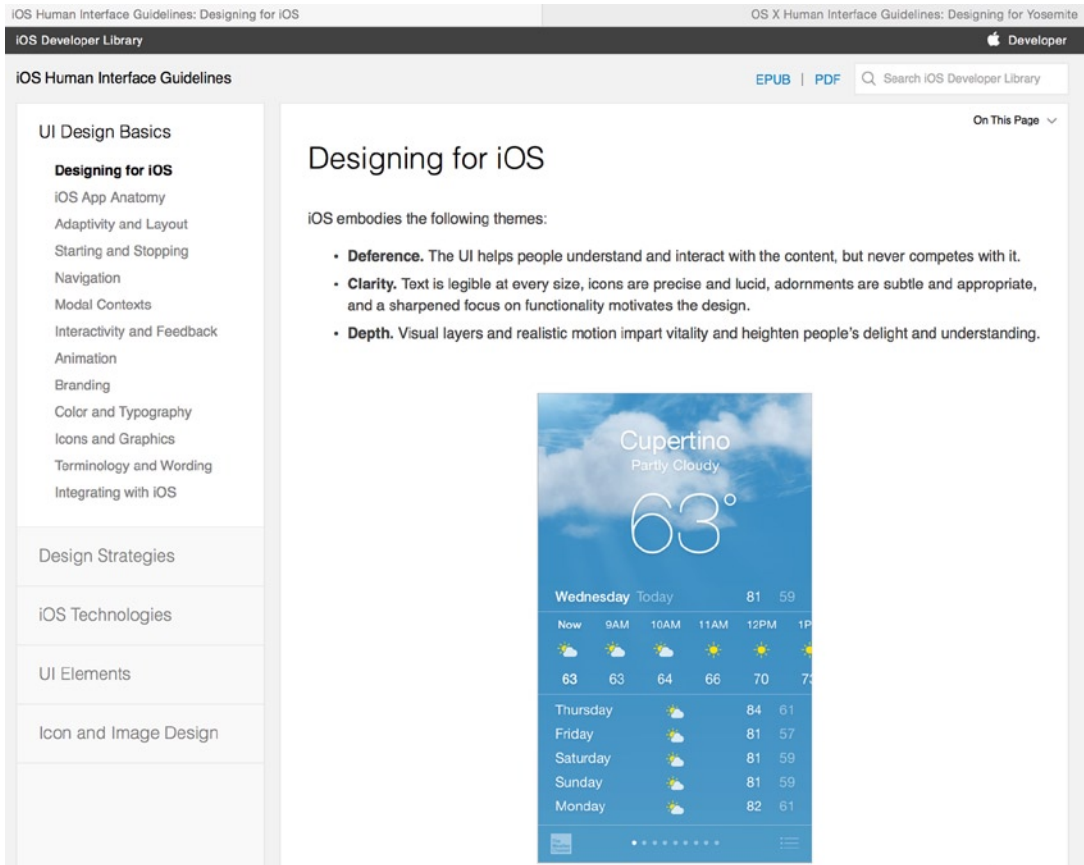 iOS Human Interface Guidelines: Designing for iOS
OS X Human Interface Guidelines: Designing for Yosemite
iOS Developer Library
Developer
iOS Human Interface Guidelines
EPUB | PDF
Search iOS Developer Library
UI Design Basics
Designing for iOS
iOS App Anatomy
Adaptivity and Layout
Starting and Stopping
Navigation
Modal Contexts
Interactivity and Feedback
Animation
Branding
Color and Typography
Icons and Graphics
Terminology and Wording
Integrating with iOS
Design Strategies
iOS Technologies
UI Elements
Icon and Image Design
On This Page
Designing for iOS
iOS embodies the following themes:
• Deference. The UI helps people understand and interact with the content, but never competes with it.
• Clarity. Text is legible at every size, icons are precise and lucid, adornments are subtle and appropriate,
and a sharpened focus on functionality motivates the design.
• Depth. Visual layers and realistic motion impart vitality and heighten people's delight and understanding.
Cupertino
Partly Cloudy
63°
Wednesday Today 81 59
Now 9AM 10AM 11AM 12PM 1P
63 63 64 66 70
Thursday 84 61
Friday 81 57
Saturday 81 59
Sunday 81 59
Monday 82 61